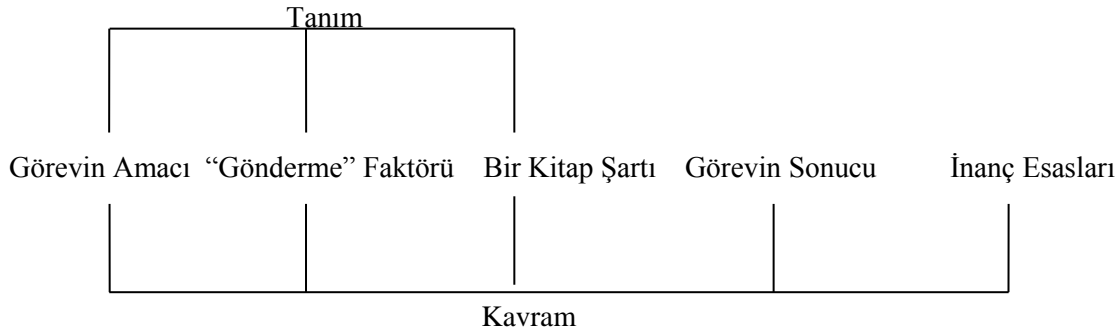 Tanım
Görevin Amacı “Gönderme” Faktörü Bir Kitap Şartı Görevin Sonucu İnanç Esasları
Kavram